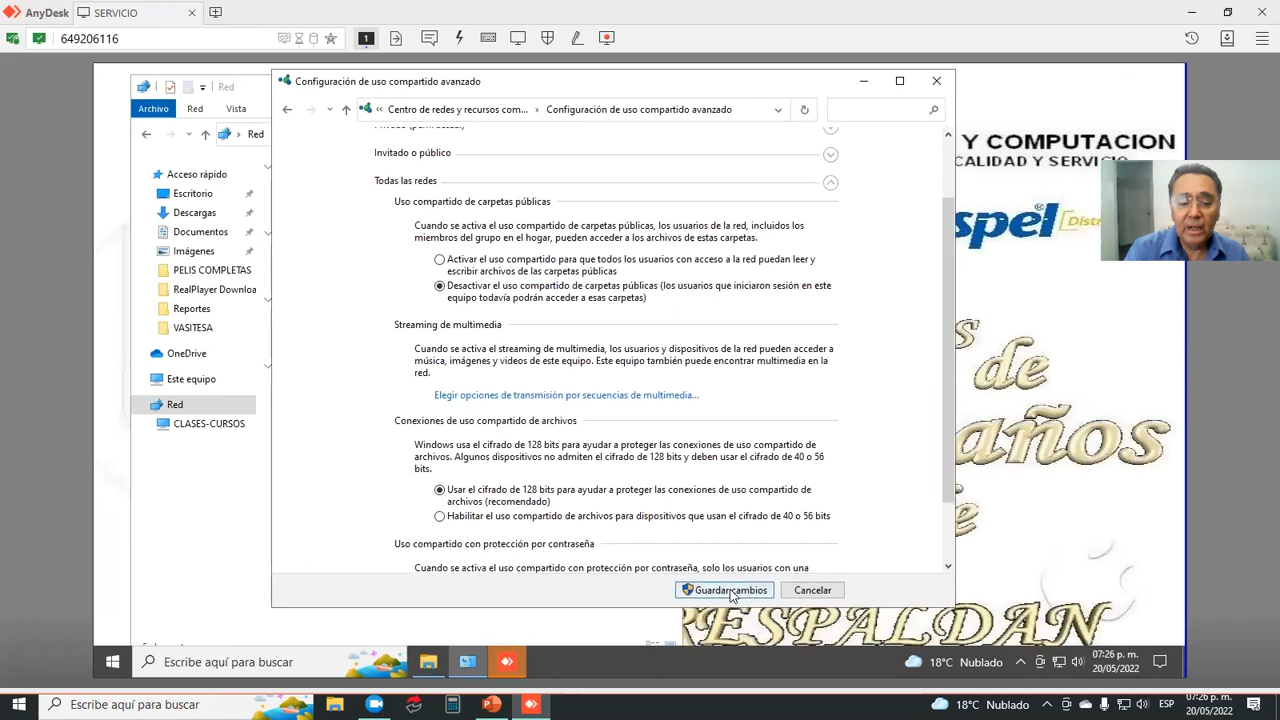 AnyDesk
SERVICIO
649206116
1
Red
Archivo
Red
Vista
Red
Acceso rápido
Escritorio
Descargas
Documentos
Imágenes
PELIS COMPLETAS
RealPlayer Downloa
Reportes
VASITESA
OneDrive
Este equipo
Red
CLASES-CURSOS
Configuración de uso compartido avanzado
Centro de redes y recursos com...
Configuración de uso compartido avanzado
Invitado o público
Todas las redes
Uso compartido de carpetas públicas
Cuando se activa el uso compartido de carpetas públicas, los usuarios de la red, incluidos los
miembros del grupo en el hogar, pueden acceder a los archivos de estas carpetas.
Activar el uso compartido para que todos los usuarios con acceso a la red puedan leer y
escribir archivos de las carpetas públicas
Desactivar el uso compartido de carpetas públicas (los usuarios que iniciaron sesión en este
equipo todavía podrán acceder a esas carpetas)
Streaming de multimedia
Cuando se activa el streaming de multimedia, los usuarios y dispositivos de la red pueden acceder a
música, imágenes y videos de este equipo. Este equipo también puede encontrar multimedia en la
red.
Elegir opciones de transmisión por secuencias de multimedia...
Conexiones de uso compartido de archivos
Windows usa el cifrado de 128 bits para ayudar a proteger las conexiones de uso compartido de
archivos. Algunos dispositivos no admiten el cifrado de 128 bits y deben usar el cifrado de 40 o 56
bits.
Usar el cifrado de 128 bits para ayudar a proteger las conexiones de uso compartido de
archivos (recomendado)
Habilitar el uso compartido de archivos para dispositivos que usan el cifrado de 40 o 56 bits
Uso compartido con protección por contraseña
Cuando se activa el uso compartido con protección por contraseña, solo los usuarios con una
Guardar cambios
Cancelar
Y COMPUTACION
CALIDAD Y SERVICIO
spel
s
de
años
e
RESPALDAN
Escribe aquí para buscar
18°C Nublado
07:26 p. m.
20/05/2022
Escribe aquí para buscar
18°C Nublado
ESP
07:26 p. m.
20/05/2022